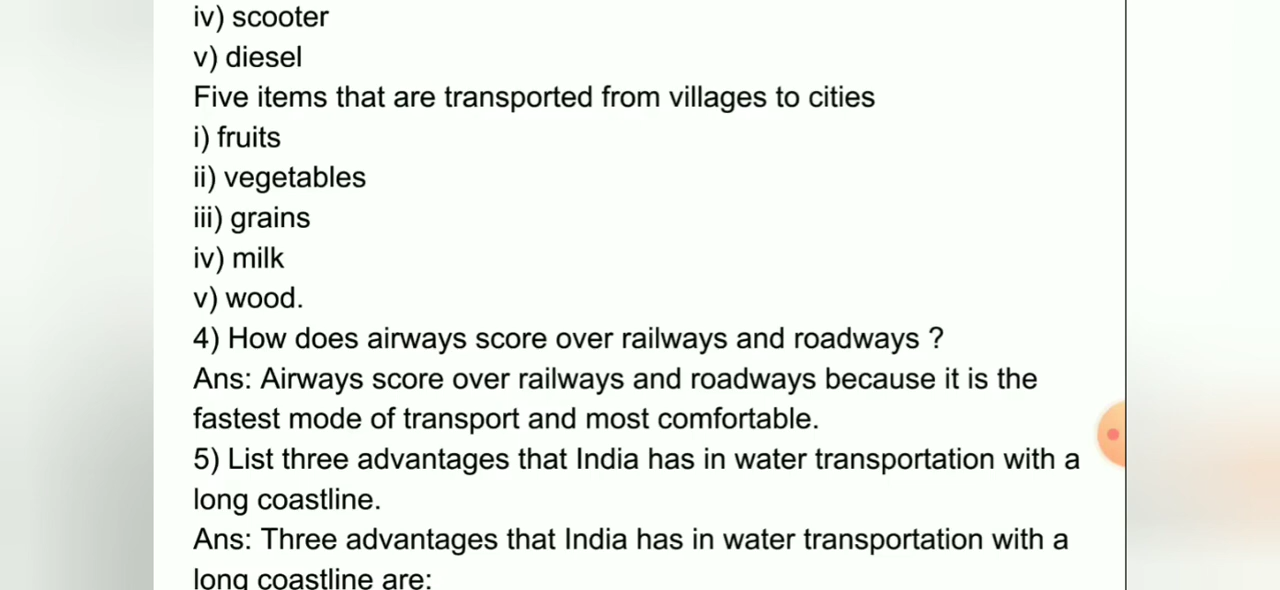 iv) scooter
v) diesel
Five items that are transported from villages to cities
i) fruits
ii) vegetables
iii) grains
iv) milk
v) wood.
4) How does airways score over railways and roadways ?
Ans: Airways score over railways and roadways because it is the
fastest mode of transport and most comfortable.
5) List three advantages that India has in water transportation with a
long coastline.
Ans: Three advantages that India has in water transportation with a
long coastline are: